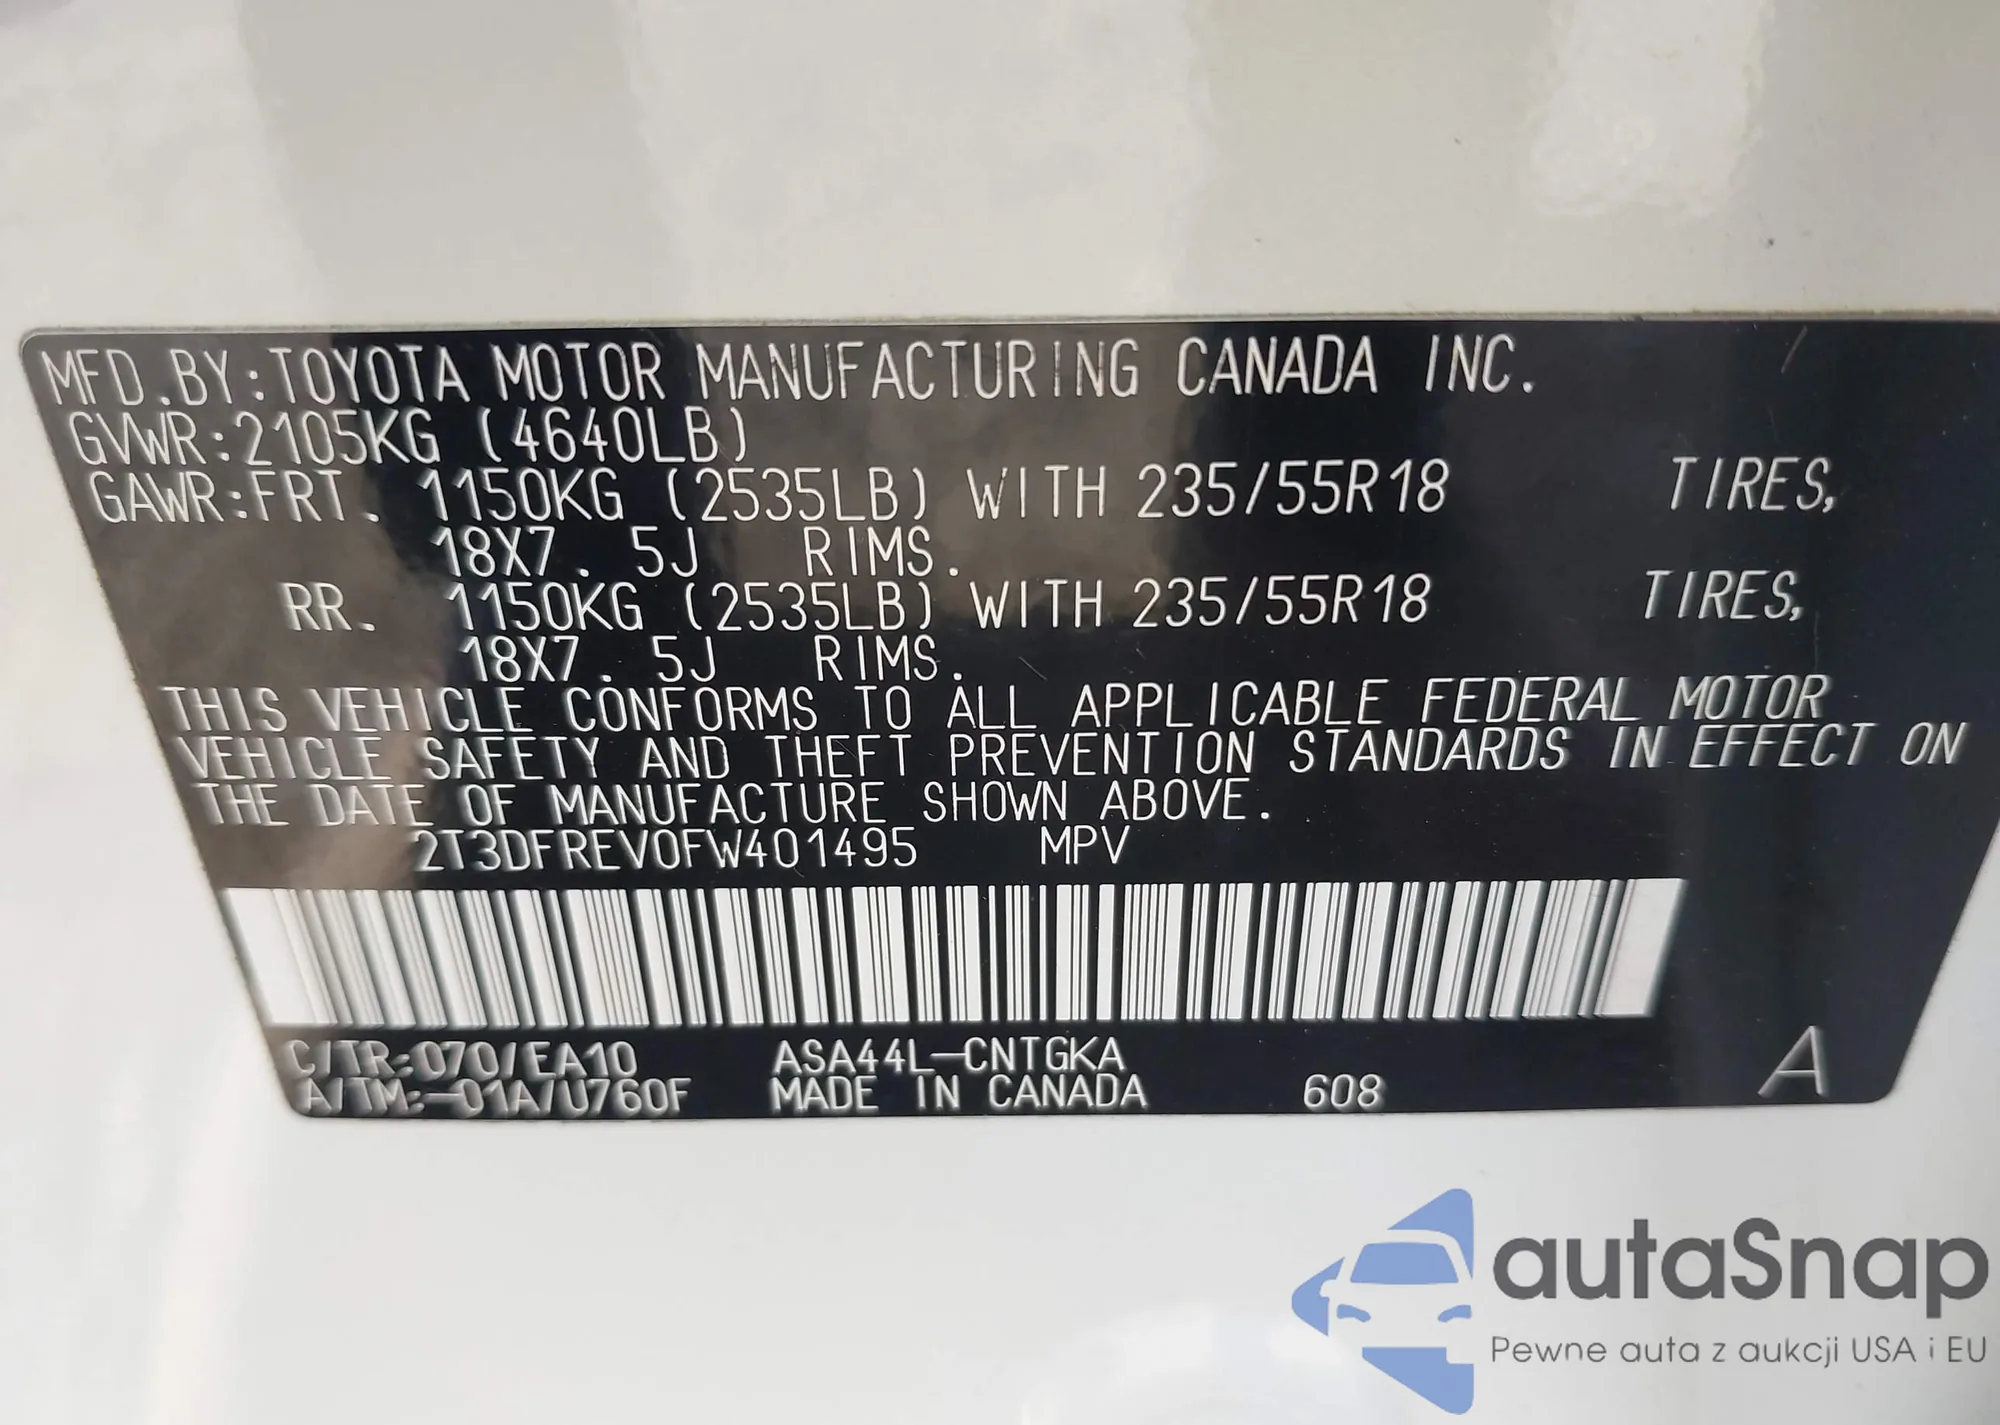 MFD.BY:TOYOTA MOTOR MANUFACTURING CANADA INC.
GVWR:2105KG (4640LB)
GAWR:FRT. 1150KG (2535LB) WITH 235/55R18 TIRES,
18X7.5J RIMS.
RR. 1150KG (2535LB) WITH 235/55R18 TIRES,
18X7.5J RIMS.
THIS VEHICLE CONFORMS TO ALL APPLICABLE FEDERAL MOTOR
VEHICLE SAFETY AND THEFT PREVENTION STANDARDS IN EFFECT ON
THE DATE OF MANUFACTURE SHOWN ABOVE.
2T3DFREV0FW401495 MPV
C/TR:070/EA10 ASA44L-CNTGKA
A/TM:-01A/U760F MADE IN CANADA 608 A
autaSnap
Pewne auta z aukcji USA i EU